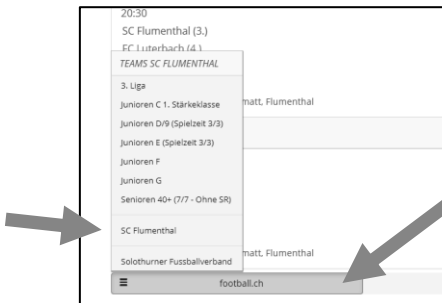 20:30
SC Flumenthal (3.)
FC Luterbach (4.)
TEAMS SC FLUMENTHAL
3. Liga
Junioren C 1. Stärkeklasse
matt, Flumenthal
Junioren D/9 (Spielzeit 3/3)
Junioren E (Spielzeit 3/3)
Junioren F
Junioren G
Senioren 40+ (7/7 - Ohne SR)
SC Flumenthal
matt, Flumenthal
Solothurner Fussballverband
football.ch